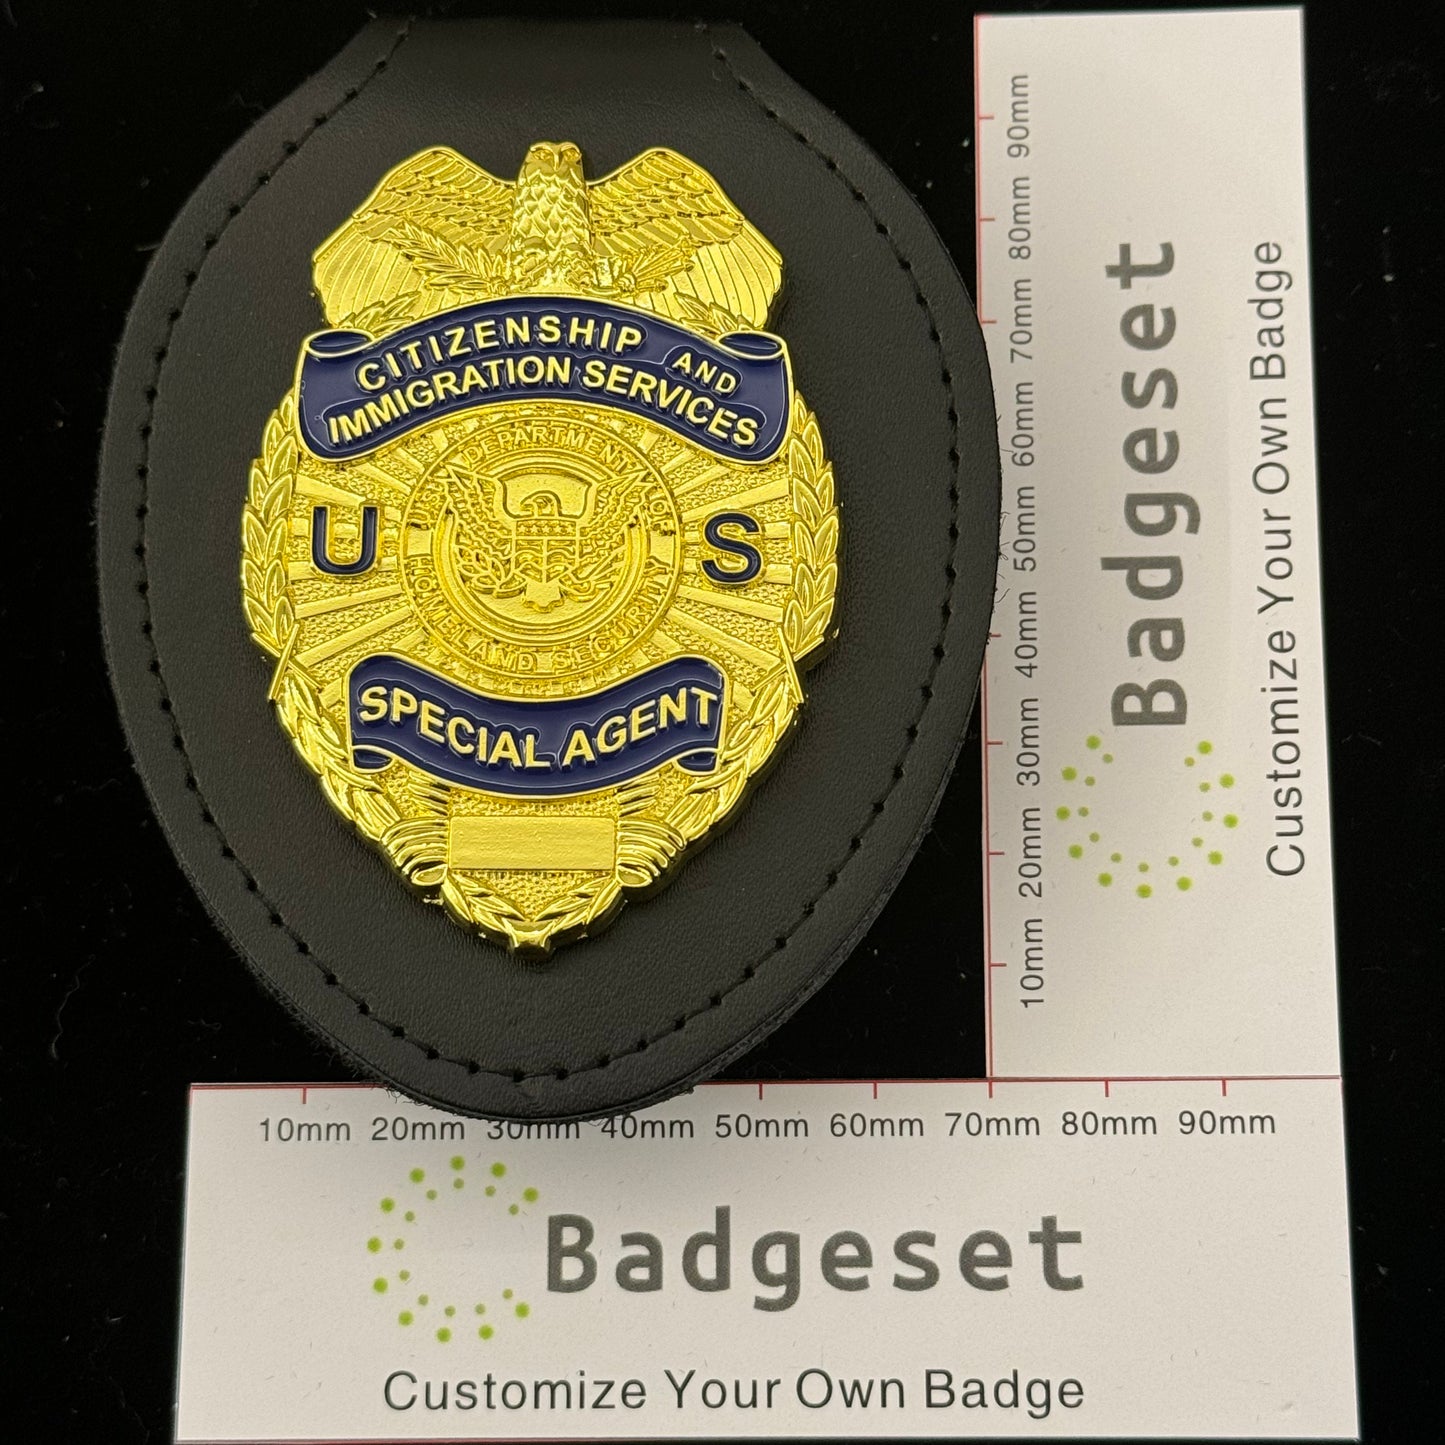 CITIZENSHIP AND
IMMIGRATION SERVICES
U S
DEPARTMENT OF
HOMELAND SECURITY
SPECIAL AGENT
90mm
80mm
70mm
60mm
50mm
40mm
30mm
20mm
10mm
Badgeset
Customize Your Own Badge
10mm 20mm 30mm 40mm 50mm 60mm 70mm 80mm 90mm
Badgeset
Customize Your Own Badge